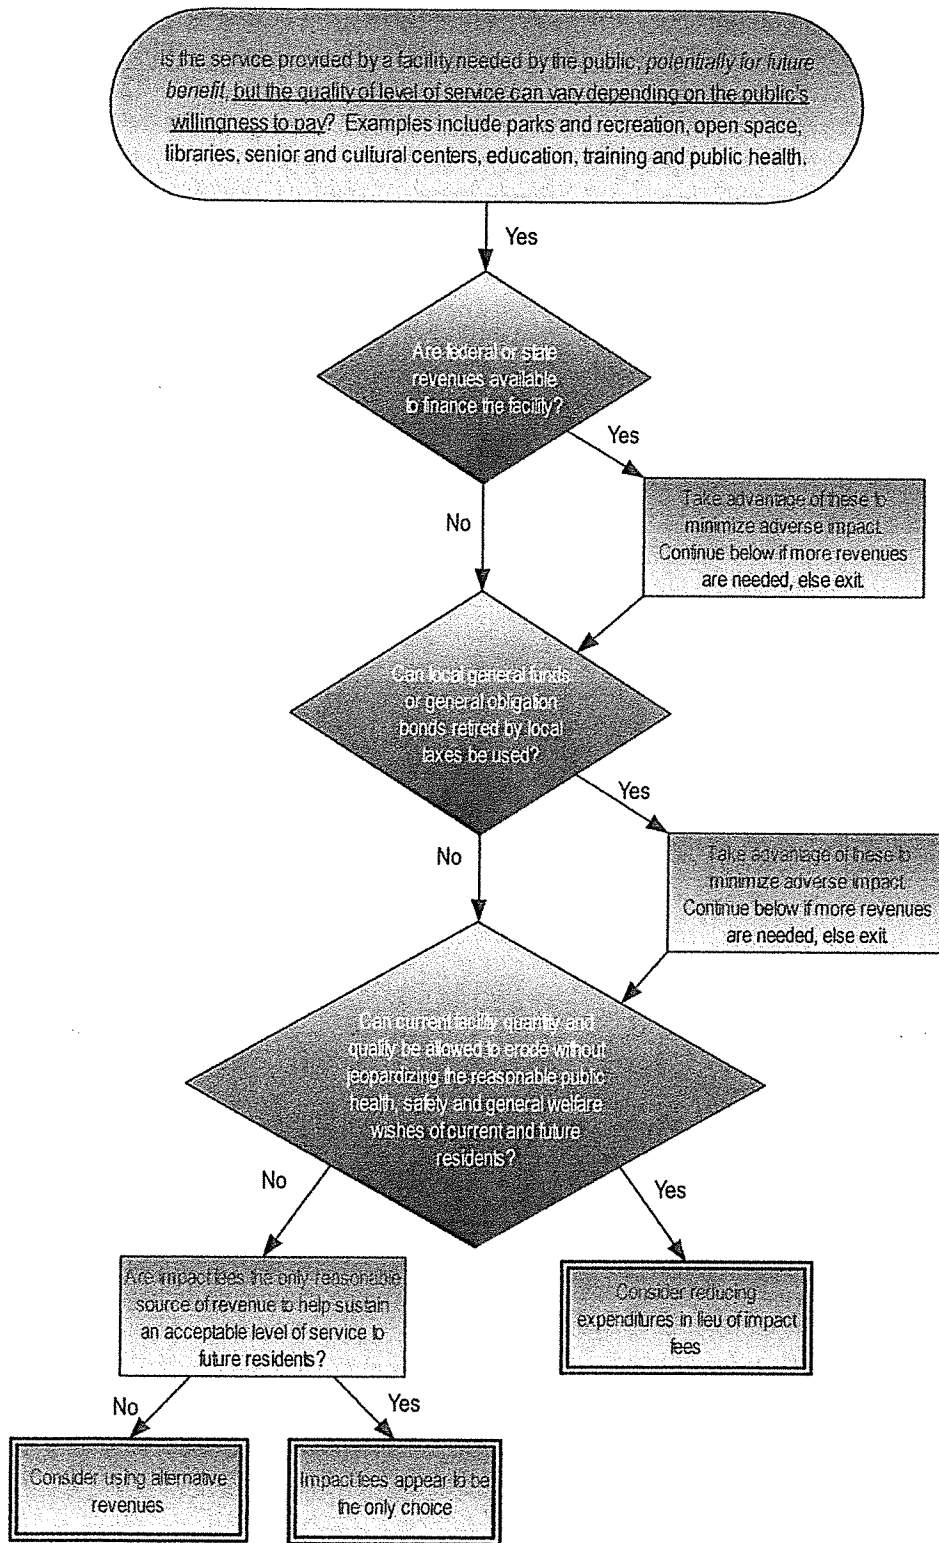 Is the service provided by a facility needed by the public, potentially for future
benefit, but the quality of level of service can vary depending on the public's
willingness to pay? Examples include parks and recreation, open space,
libraries, senior and cultural centers, education, training and public health.
Yes
Are federal or state
revenues available
to finance the facility?
Yes
No
Take advantage of these to
minimize adverse impact.
Continue below if more revenues
are needed, else exit.
Can local general funds
or general obligation
bonds retired by local
taxes be used?
Yes
No
Take advantage of these to
minimize adverse impact.
Continue below if more revenues
are needed, else exit.
Can current facility quantity and
quality be allowed to erode without
jeopardizing the reasonable public
health, safety and general welfare
wishes of current and future
residents?
No
Yes
Are impact fees the only reasonable
source of revenue to help sustain
an acceptable level of service to
future residents?
Consider reducing
expenditures in lieu of impact
fees
No
Yes
Consider using alternative
revenues
Impact fees appear to be
the only choice